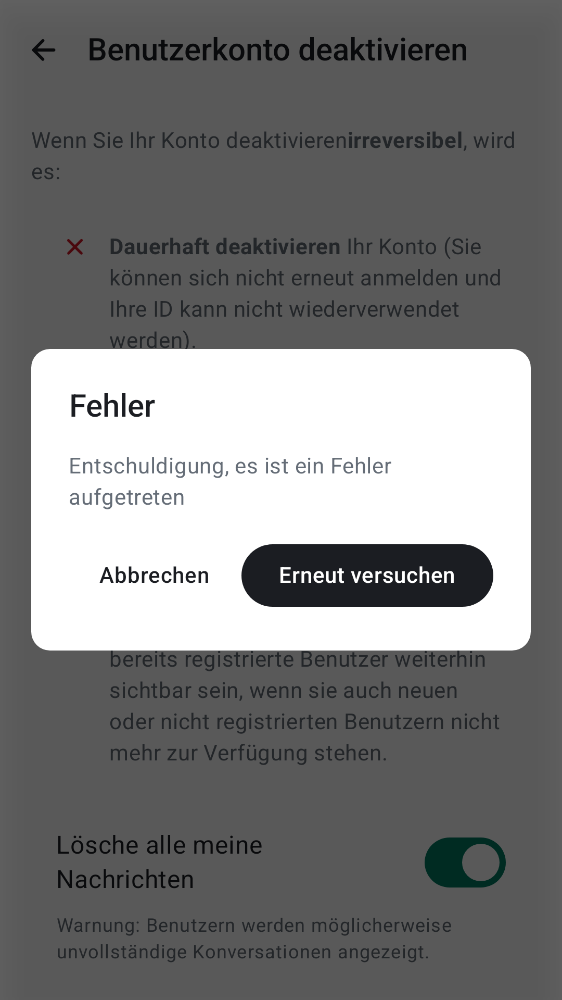 Benutzerkonto deaktivieren
Wenn Sie Ihr Konto deaktivierenirreversibel, wird
es:
Dauerhaft deaktivieren Ihr Konto (Sie
können sich nicht erneut anmelden und
Ihre ID kann nicht wiederverwendet
werden).
Fehler
Entschuldigung, es ist ein Fehler
aufgetreten
Abbrechen
Erneut versuchen
bereits registrierte Benutzer weiterhin
sichtbar sein, wenn sie auch neuen
oder nicht registrierten Benutzern nicht
mehr zur Verfügung stehen.
Lösche alle meine
Nachrichten
Warnung: Benutzern werden möglicherweise
unvollständige Konversationen angezeigt.